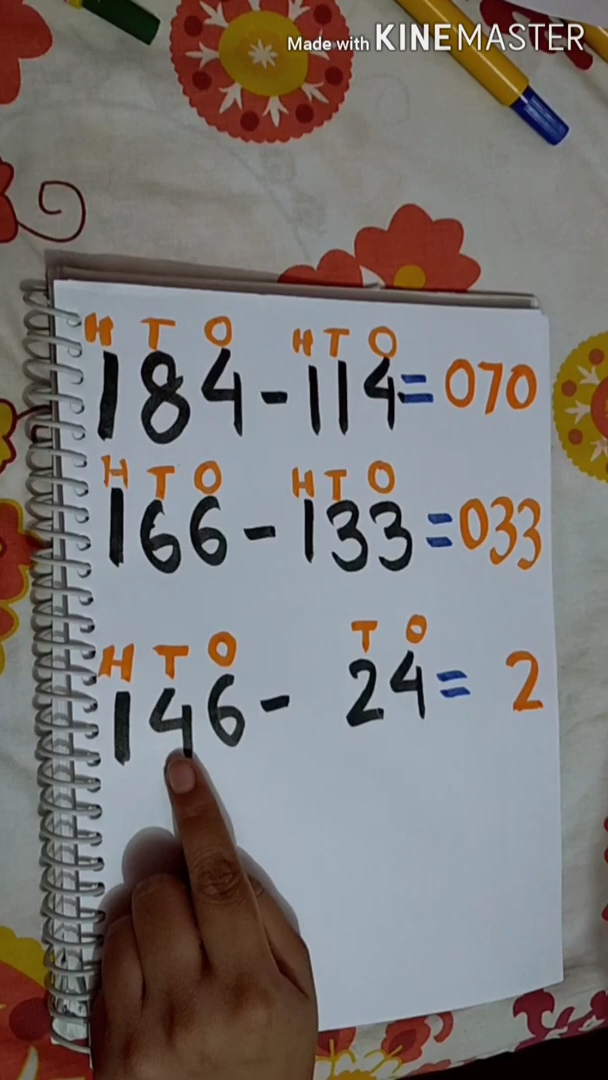 Made with KINEMASTER
H T O H T O
184-114=070
H T O H T O
166-133=033
H T O T O
146- 24= 2